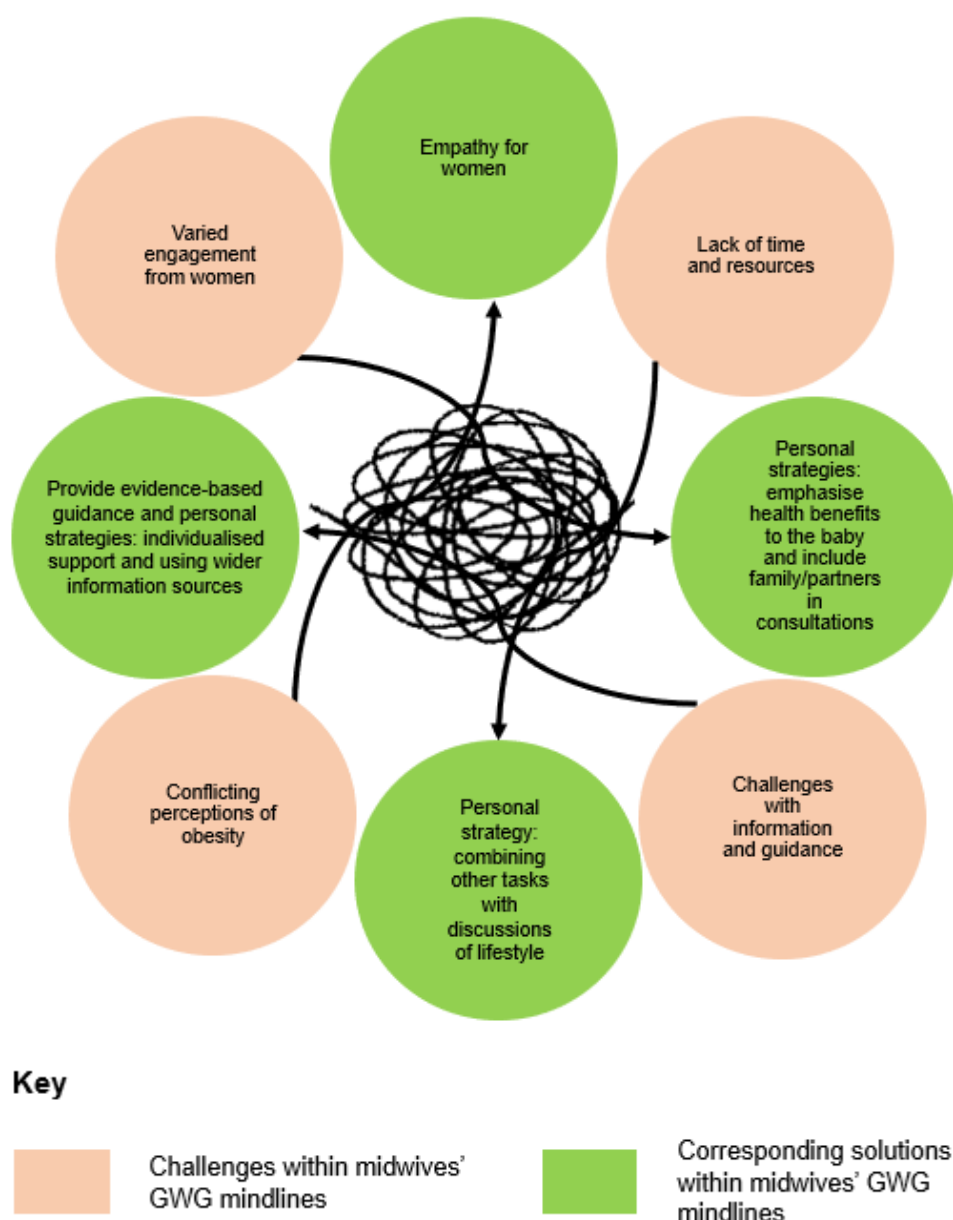 Empathy for
women
Varied
engagement
from women
Lack of time
and resources
Provide evidence-based
guidance and personal
strategies: individualised
support and using wider
information sources
Personal
strategies:
emphasise
health benefits
to the baby
and include
family/partners
in
consultations
Conflicting
perceptions of
obesity
Personal
strategy:
combining
other tasks
with
discussions
of lifestyle
Challenges
with
information
and guidance
Key
Challenges within midwives'
GWG mindlines
Corresponding solutions
within midwives' GWG
mindlines